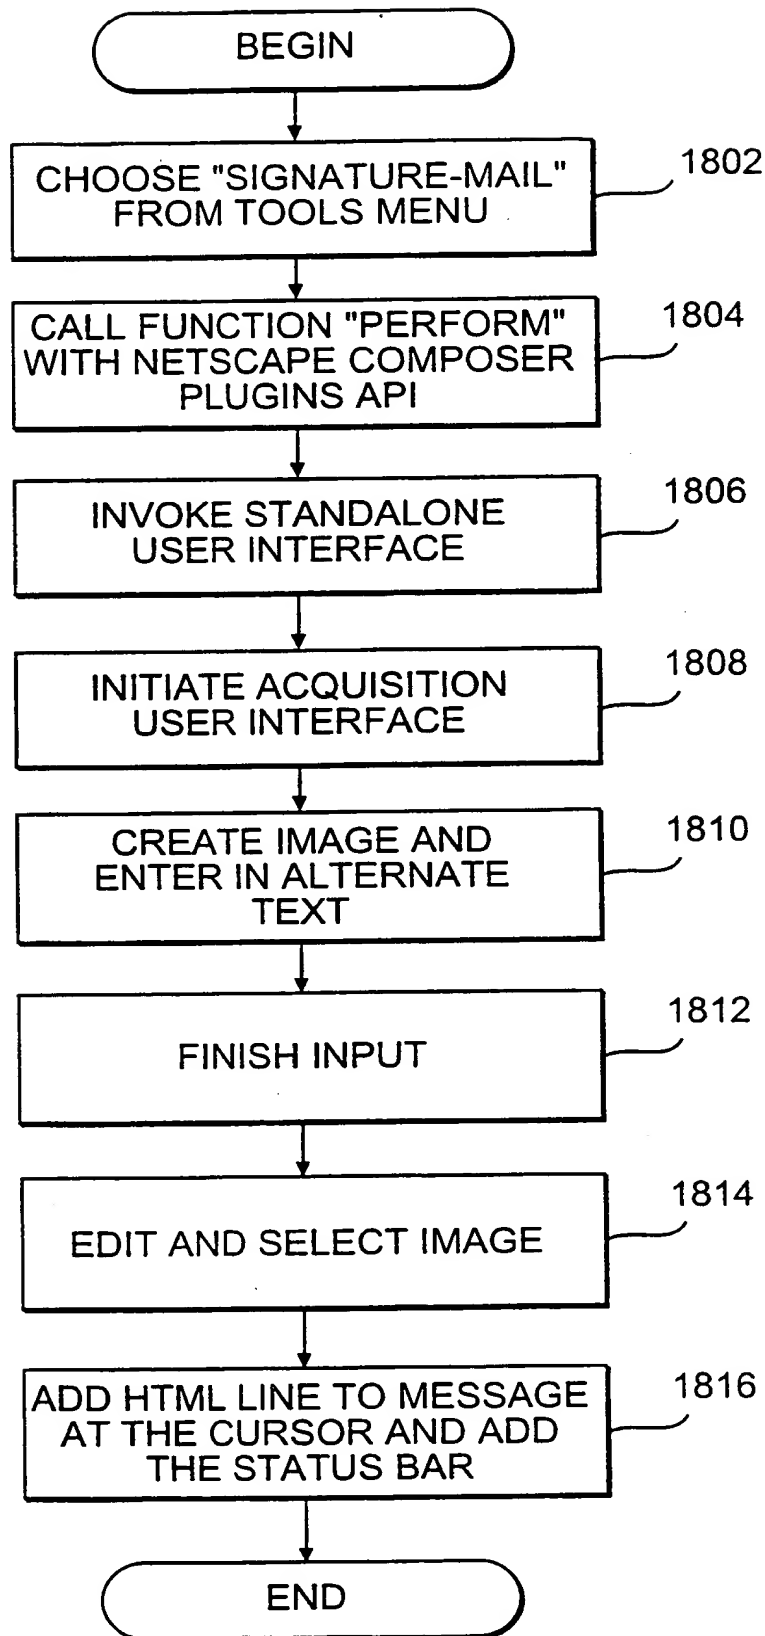 BEGIN
CHOOSE "SIGNATURE-MAIL"
FROM TOOLS MENU
1802
CALL FUNCTION "PERFORM"
WITH NETSCAPE COMPOSER
PLUGINS API
1804
INVOKE STANDALONE
USER INTERFACE
1806
INITIATE ACQUISITION
USER INTERFACE
1808
CREATE IMAGE AND
ENTER IN ALTERNATE
TEXT
1810
FINISH INPUT
1812
EDIT AND SELECT IMAGE
1814
ADD HTML LINE TO MESSAGE
AT THE CURSOR AND ADD
THE STATUS BAR
1816
END